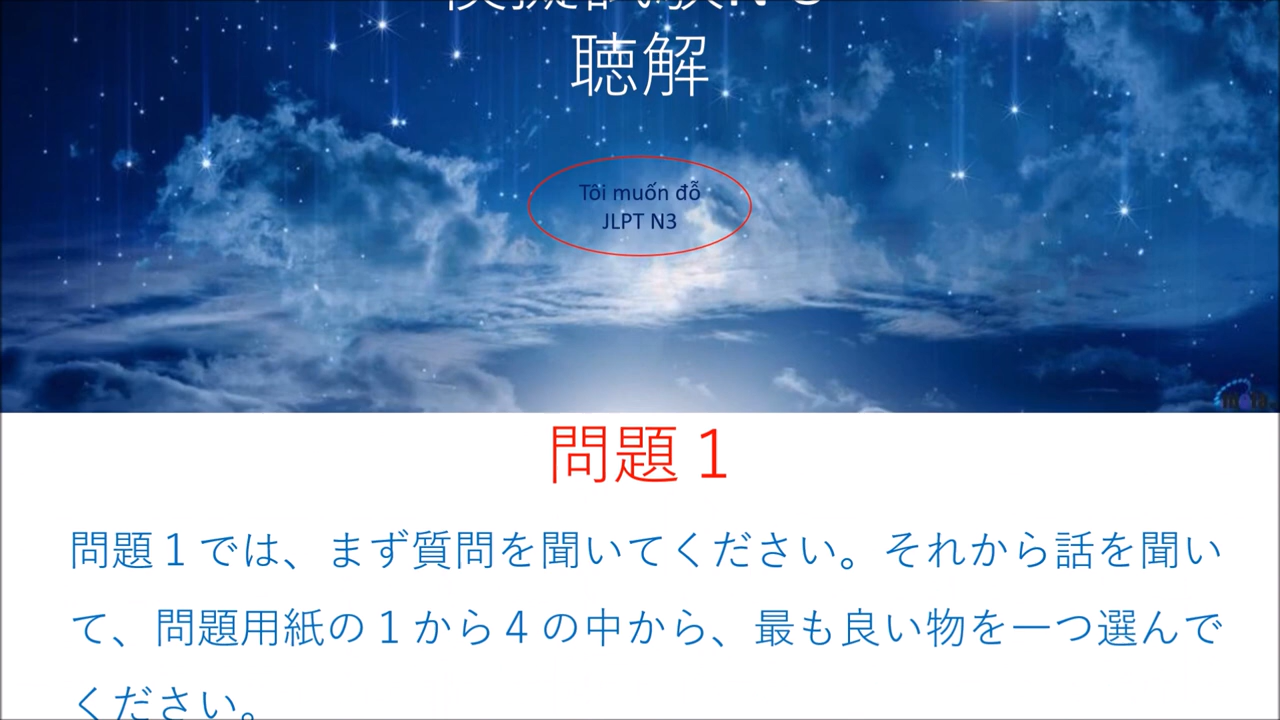 聴解
Tôi muốn đỗ
JLPT N3
問題１
問題１では、まず質問を聞いてください。それから話を聞い
て、問題用紙の１から４の中から、最も良い物を一つ選んで
ください。